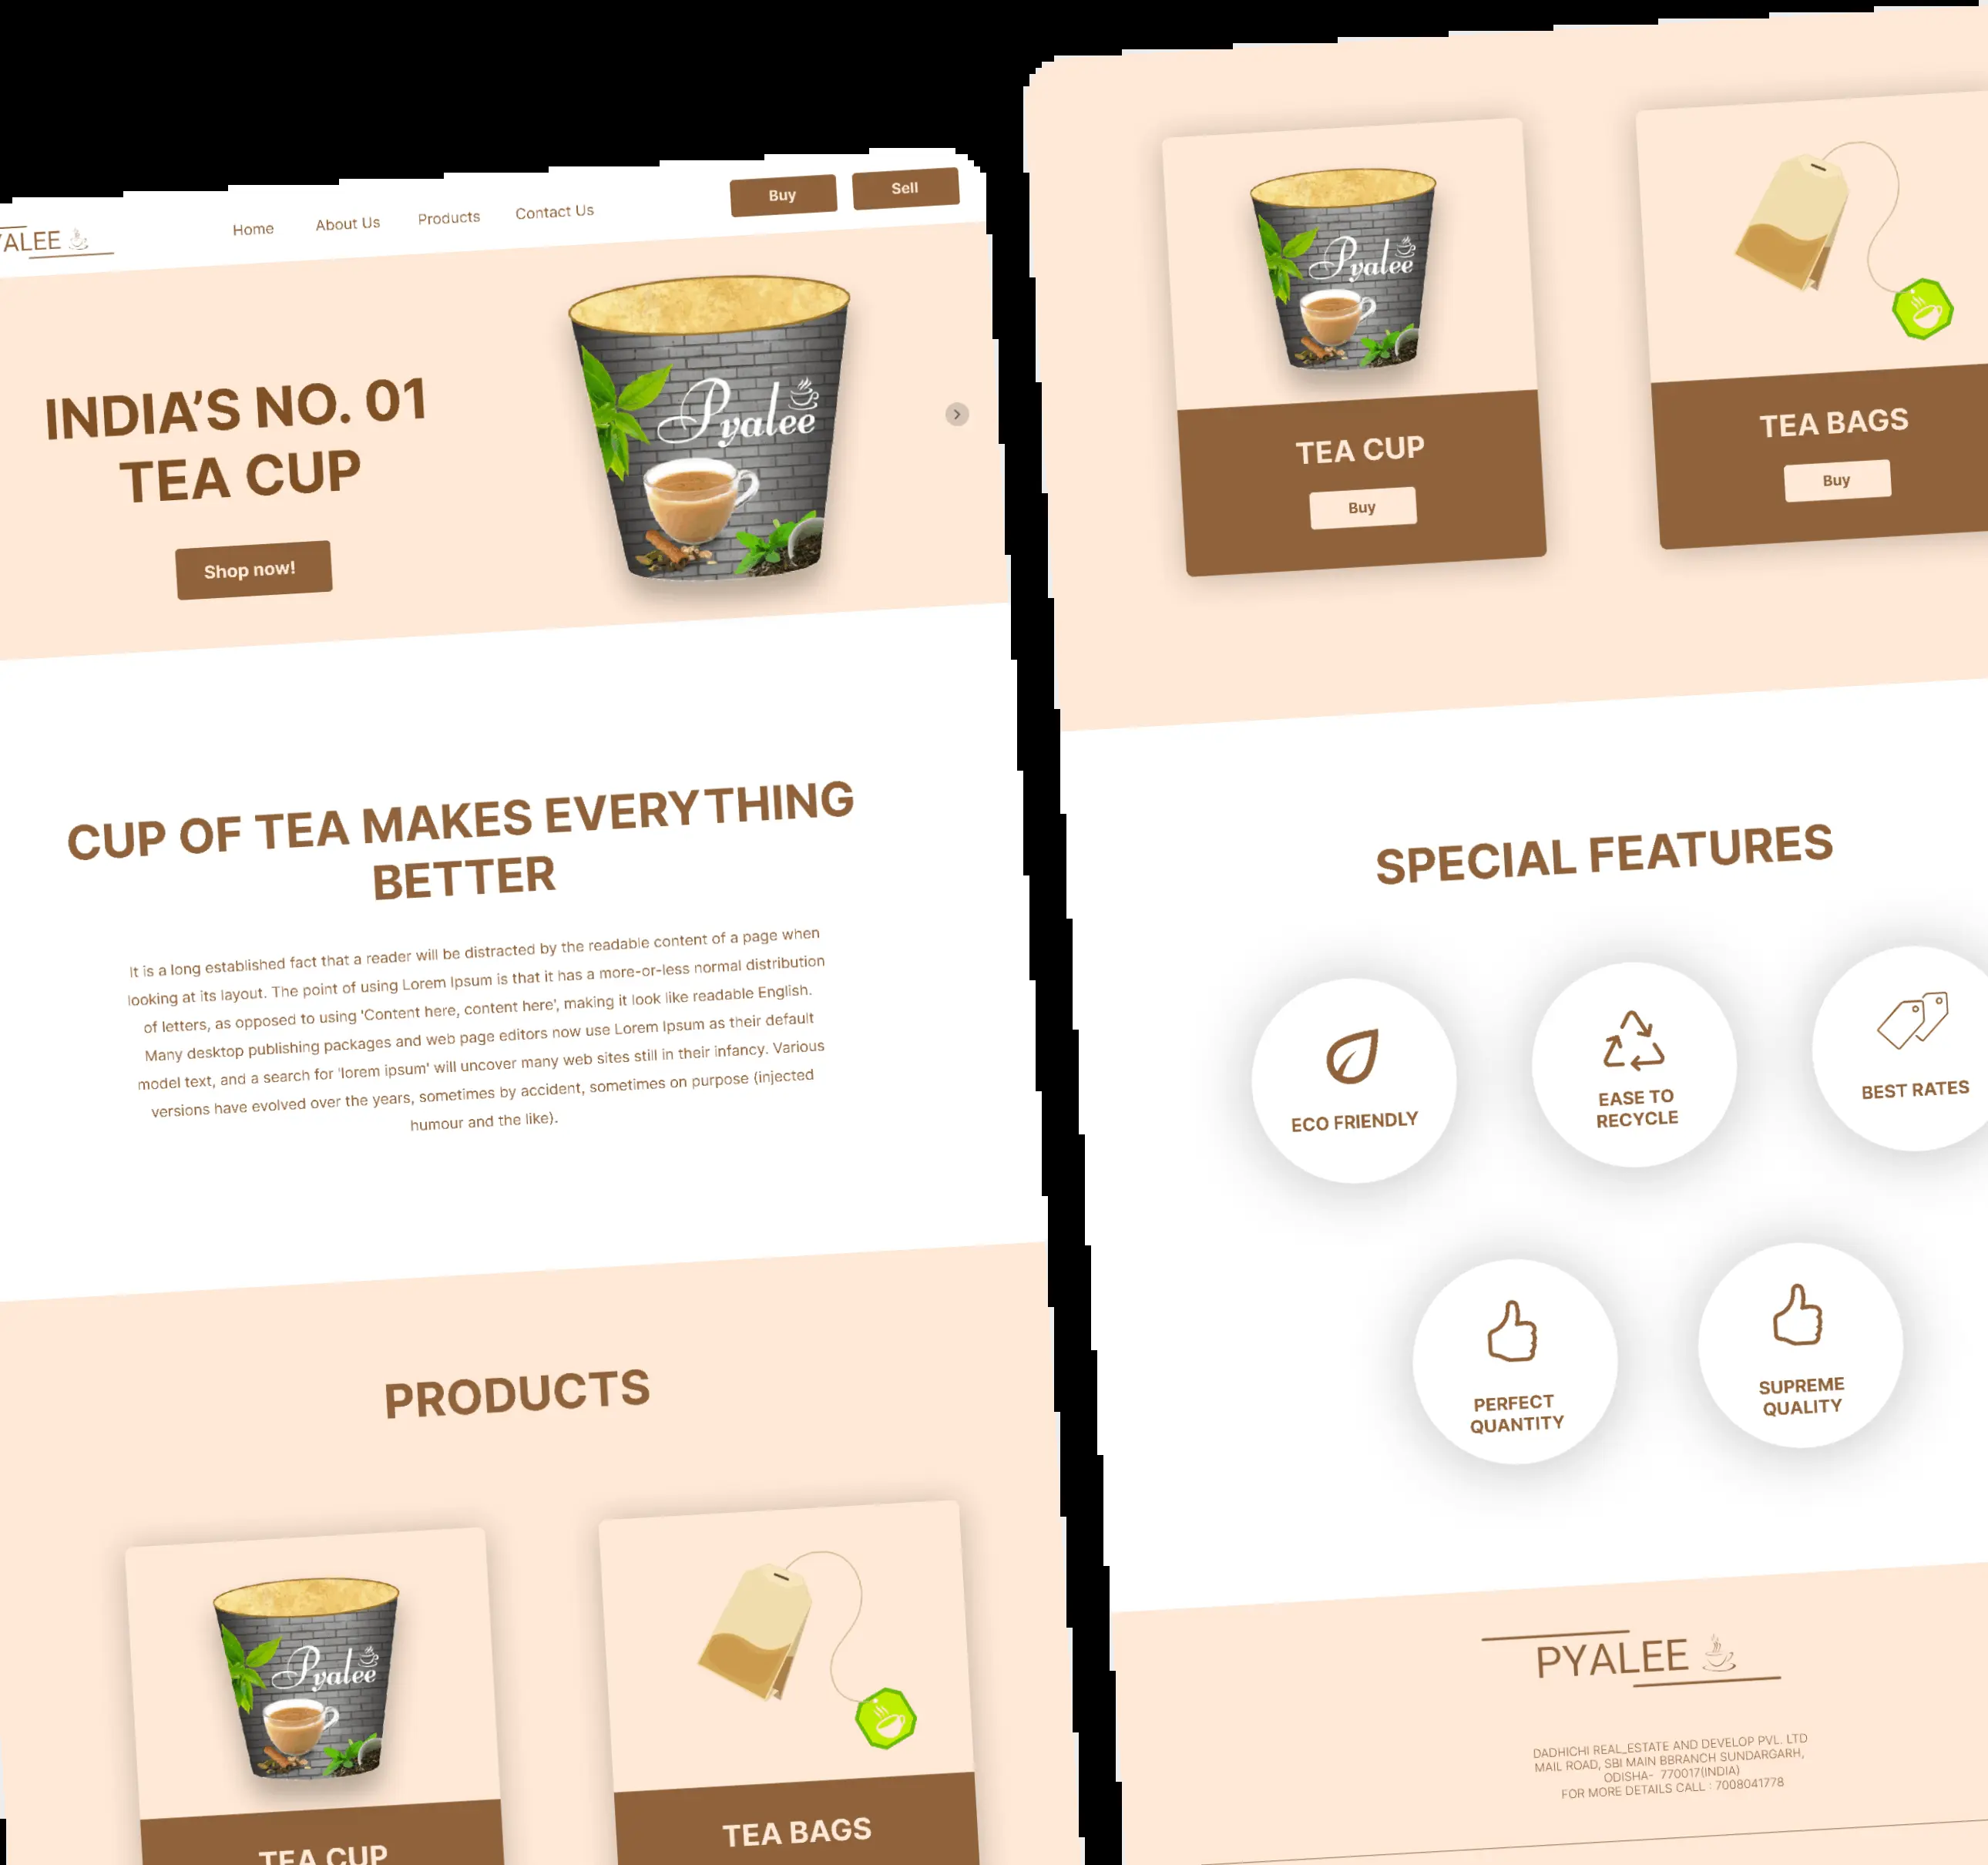 YALEE
Home
About Us
Products
Contact Us
Buy
Sell
INDIA'S NO. 01
TEA CUP
Shop now!
Pyalee
CUP OF TEA MAKES EVERYTHING
BETTER
It is a long established fact that a reader will be distracted by the readable content of a page when
looking at its layout. The point of using Lorem Ipsum is that it has a more-or-less normal distribution
of letters, as opposed to using 'Content here, content here', making it look like readable English.
Many desktop publishing packages and web page editors now use Lorem Ipsum as their default
model text, and a search for 'lorem ipsum' will uncover many web sites still in their infancy. Various
versions have evolved over the years, sometimes by accident, sometimes on purpose (injected
humour and the like).
PRODUCTS
Pyalee
TEA CUP
TEA BAGS
Pyalee
TEA CUP
Buy
TEA BAGS
Buy
SPECIAL FEATURES
ECO FRIENDLY
EASE TO
RECYCLE
BEST RATES
PERFECT
QUANTITY
SUPREME
QUALITY
PYALEE
DADHICHI REAL_ESTATE AND DEVELOP PVL. LTD
MAIL ROAD, SBI MAIN BBRANCH SUNDARGARH,
ODISHA- 770017(INDIA)
FOR MORE DETAILS CALL : 7008041778